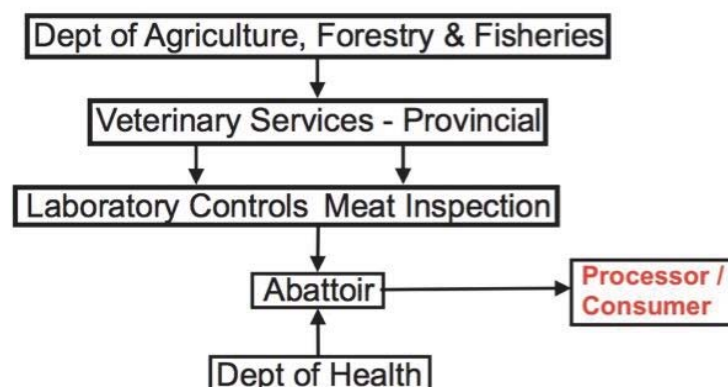 Dept of Agriculture, Forestry & Fisheries
Veterinary Services - Provincial
Laboratory Controls Meat Inspection
Abattoir
Processor /
Consumer
Dept of Health